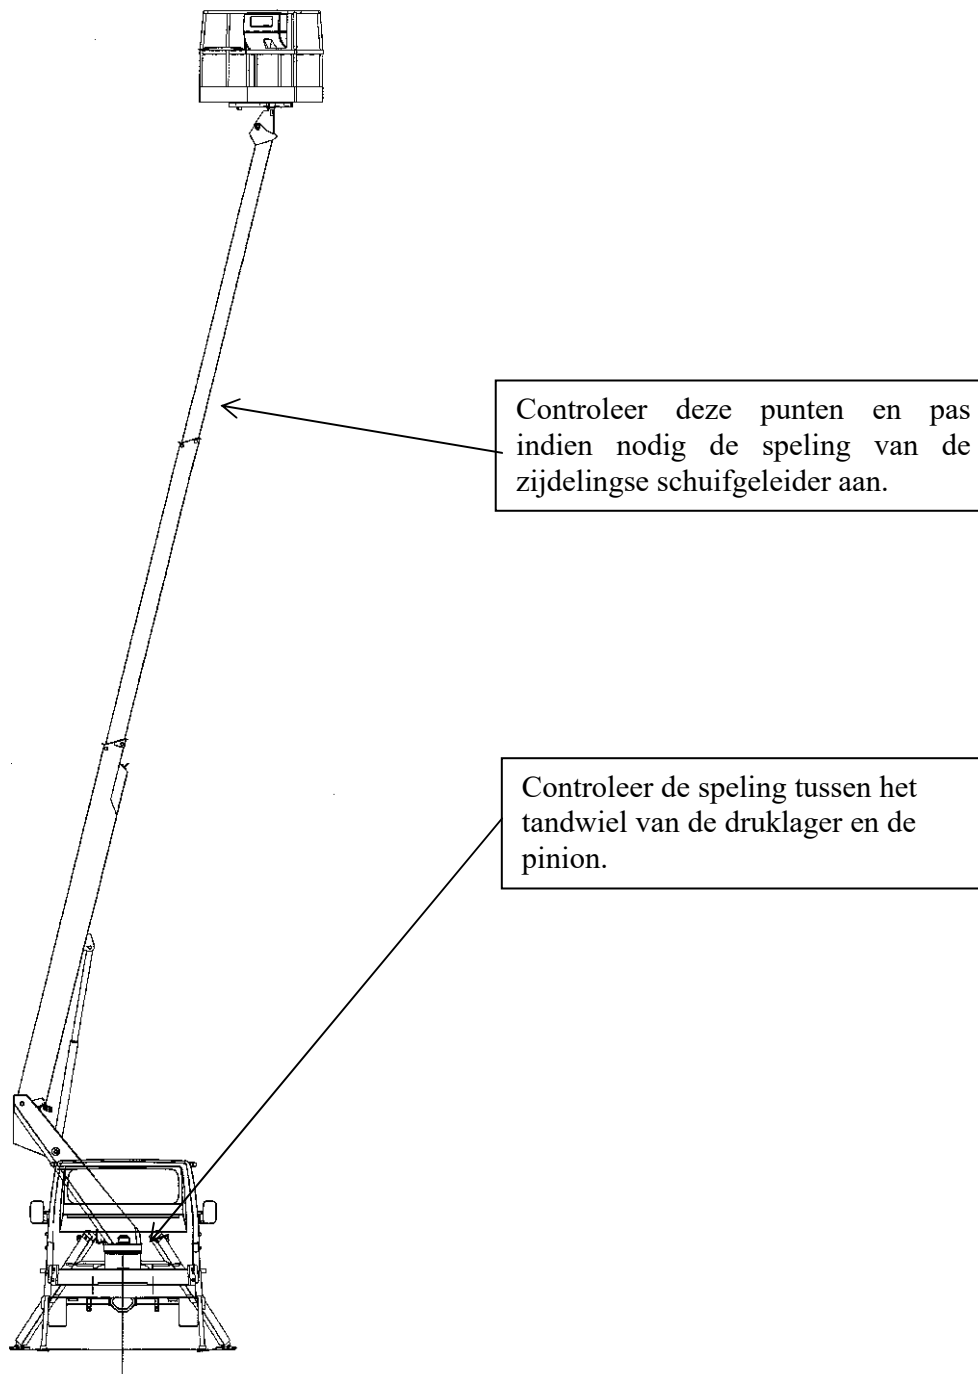 Controleer deze punten en pas
indien nodig de speling van de
zijdelingse schuifgeleider aan.
Controleer de speling tussen het
tandwiel van de druklager en de
pinion.